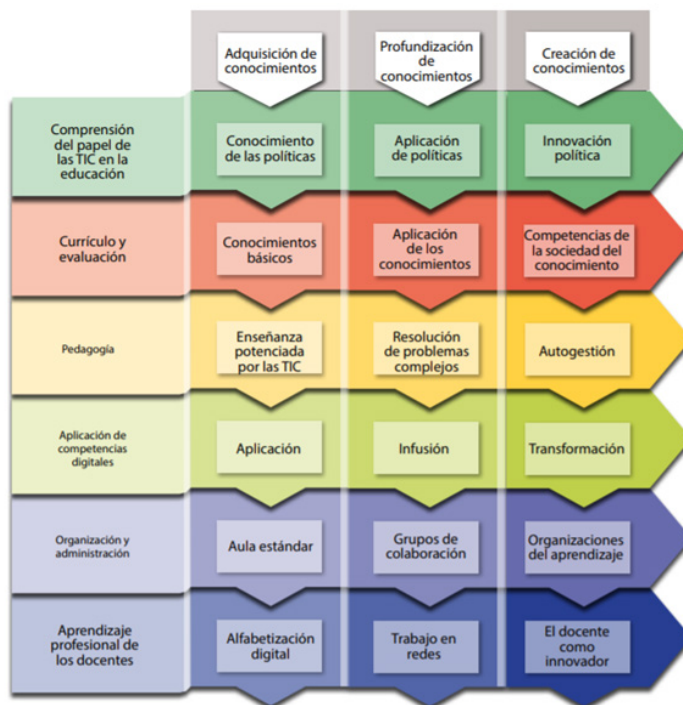 Adquisición de
conocimientos
Profundización
de
conocimientos
Creación de
conocimientos
Comprensión
del papel de
las TIC en la
educación
Conocimiento
de las políticas
Aplicación
de políticas
Innovación
política
Currículo y
evaluación
Conocimientos
básicos
Aplicación
de los
conocimientos
Competencias de
la sociedad del
conocimiento
Pedagogía
Enseñanza
potenciada
por las TIC
Resolución
de problemas
complejos
Autogestión
Aplicación de
competencias
digitales
Aplicación
Infusión
Transformación
Organización y
administración
Aula estándar
Grupos de
colaboración
Organizaciones
del aprendizaje
Aprendizaje
profesional de
los docentes
Alfabetización
digital
Trabajo en
redes
El docente
como
innovador